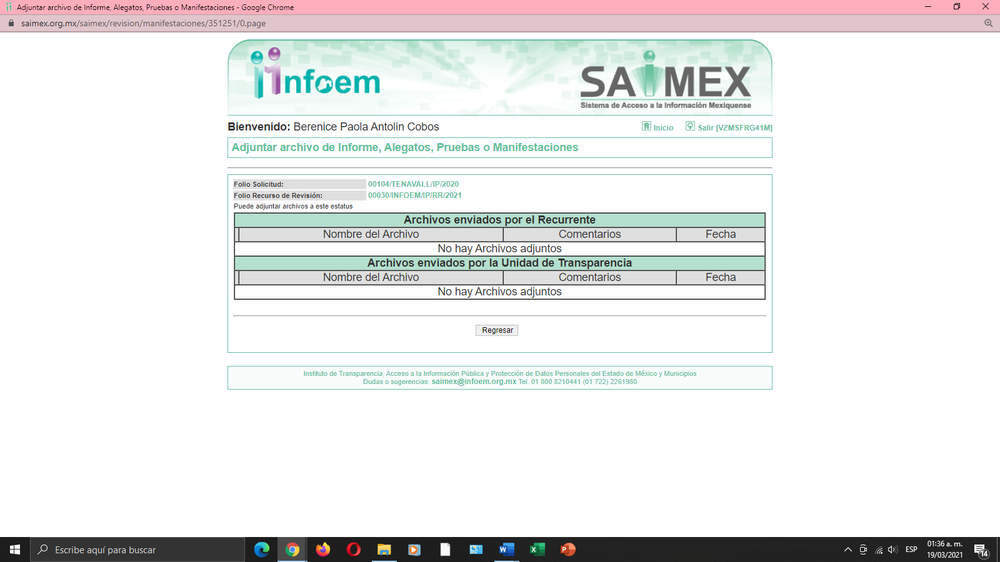 Adjuntar archivo de Informe, Alegatos, Pruebas o Manifestaciones - Google Chrome
saimex.org.mx/saimex/revision/manifestaciones/351251/0.page
infoem
SAIMEX
Sistema de Acceso a la Información Mexiquense
Bienvenido: Berenice Paola Antolin Cobos
Inicio Salir [VZMSFRG41M]
Adjuntar archivo de Informe, Alegatos, Pruebas o Manifestaciones
Folio Solicitud: 00104/TENAVALL/IP/2020
Folio Recurso de Revisión: 00030/INFOEM/IP/RR/2021
Puede adjuntar archivos a este estatus
Archivos enviados por el Recurrente
Nombre del Archivo Comentarios Fecha
No hay Archivos adjuntos
Archivos enviados por la Unidad de Transparencia
Nombre del Archivo Comentarios Fecha
No hay Archivos adjuntos
Regresar
Instituto de Transparencia, Acceso a la Información Pública y Protección de Datos Personales del Estado de México y Municipios
Dudas o sugerencias: saimex@infoem.org.mx Tel. 01 800 8210441 (01 722) 2261980
Escribe aquí para buscar
ESP
01:36 a. m.
19/03/2021
14